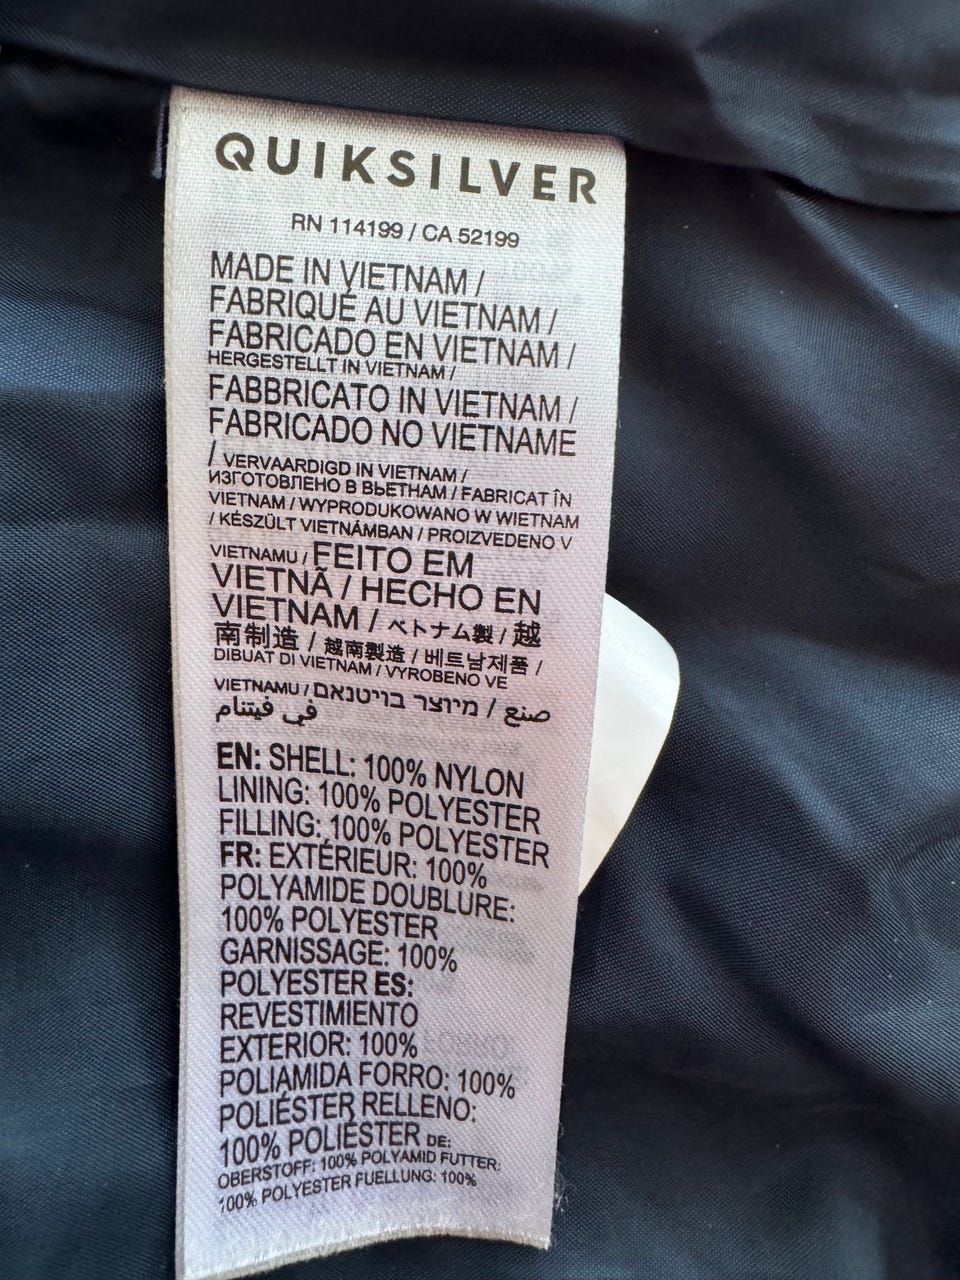 QUIKSILVER
RN 114199 / CA 52199
MADE IN VIETNAM /
FABRIQUÉ AU VIETNAM /
FABRICADO EN VIETNAM /
HERGESTELLT IN VIETNAM /
FABBRICATO IN VIETNAM /
FABRICADO NO VIETNAME
/ VERVAARDIGD IN VIETNAM /
ИЗГОТОВЛЕНО В ВЬЕТНАМ / FABRICAT ÎN
VIETNAM / WYPRODUKOWANO W WIETNAM
/ KÉSZÜLT VIETNÁMBAN / PROIZVEDENO V
VIETNAMU / FEITO EM
VIETNÃ / HECHO EN
VIETNAM / ベトナム製 / 越
南制造 / 越南製造 / 베트남제품 /
DIBUAT DI VIETNAM / VYROBENO VE
VIETNAMU / מיוצר בויטנאם / صنع
في فيتنام
EN: SHELL: 100% NYLON
LINING: 100% POLYESTER
FILLING: 100% POLYESTER
FR: EXTÉRIEUR: 100%
POLYAMIDE DOUBLURE:
100% POLYESTER
GARNISSAGE: 100%
POLYESTER ES:
REVESTIMIENTO
EXTERIOR: 100%
POLIAMIDA FORRO: 100%
POLIÉSTER RELLENO:
100% POLIÉSTER DE:
OBERSTOFF: 100% POLYAMID FUTTER:
100% POLYESTER FUELLUNG: 100%